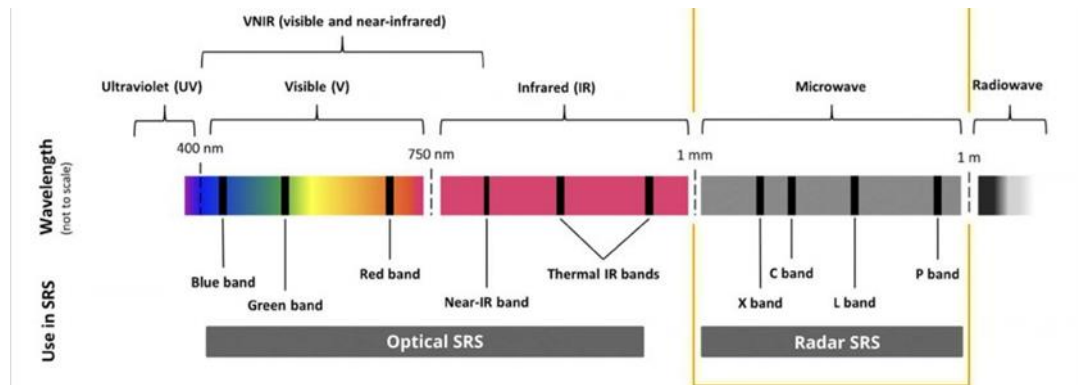 VNIR (visible and near-infrared)
Ultraviolet (UV)
Visible (V)
Infrared (IR)
Microwave
Radiowave
Wavelength
(not to scale)
400 nm
750 nm
1 mm
1 m
Blue band
Green band
Red band
Near-IR band
Thermal IR bands
X band
C band
L band
P band
Use in SRS
Optical SRS
Radar SRS